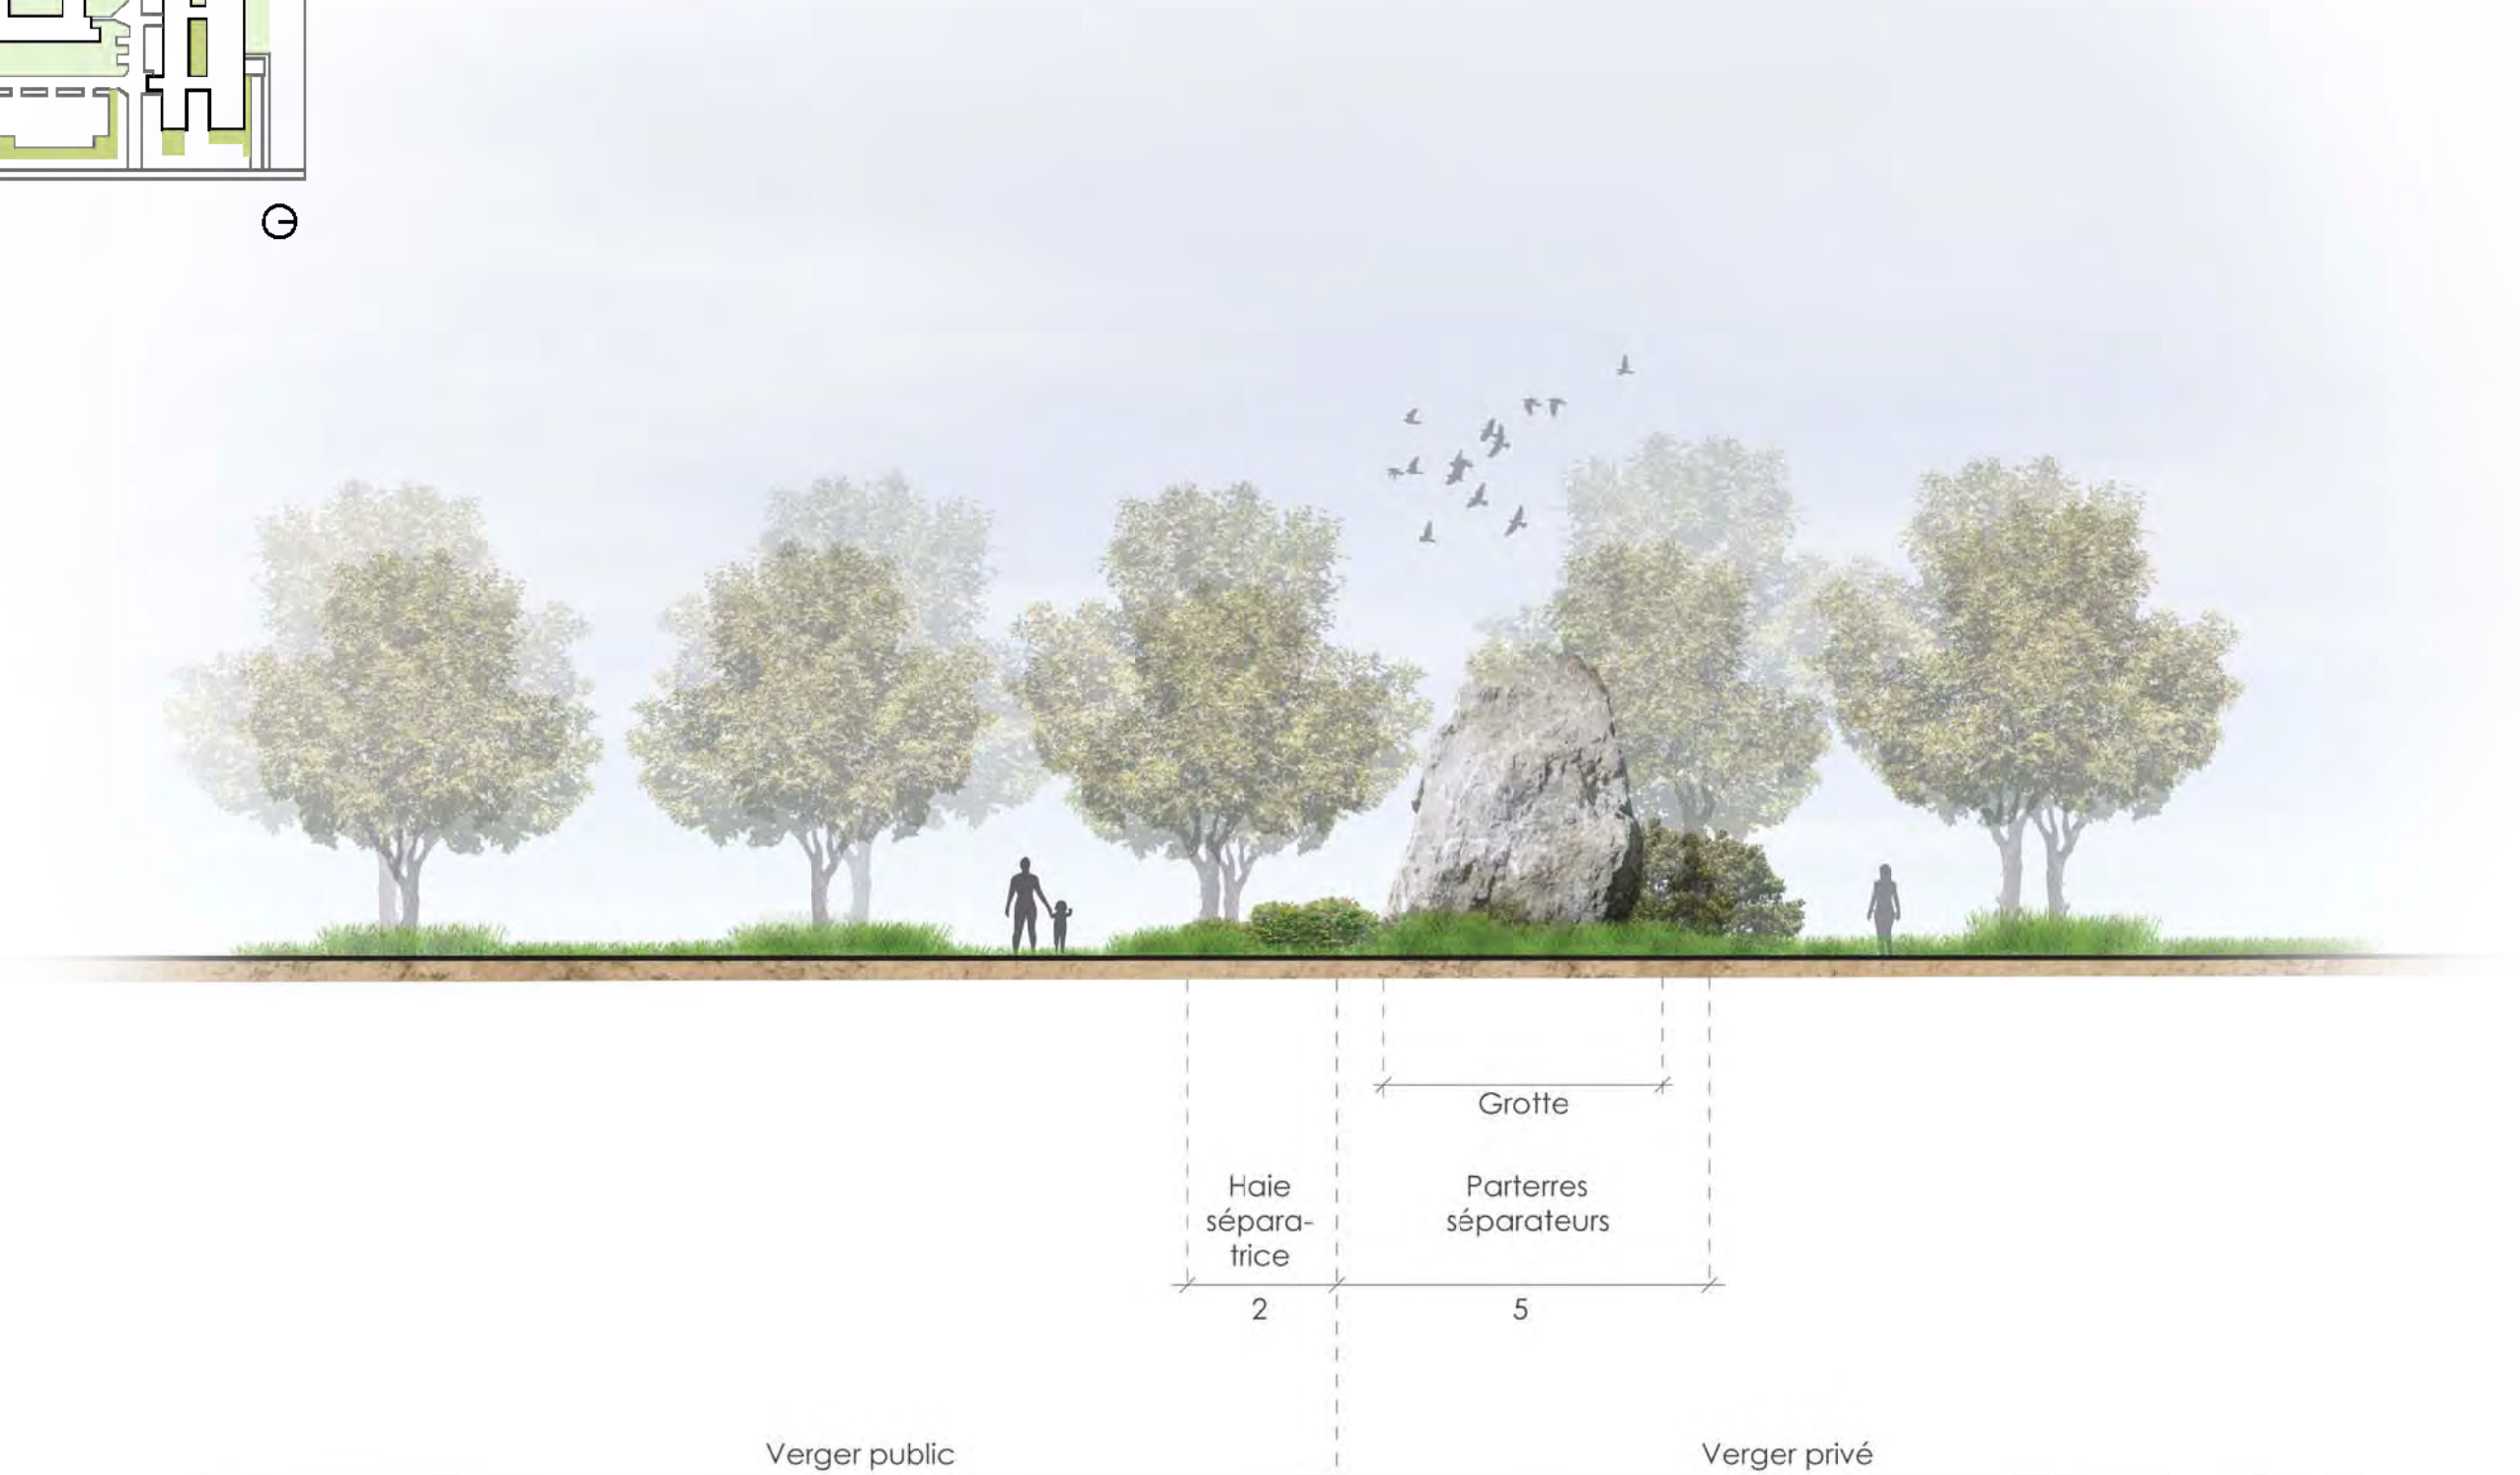 Grotte
Haie
sépara-
trice
Parterres
séparateurs
2
5
Verger public
Verger privé